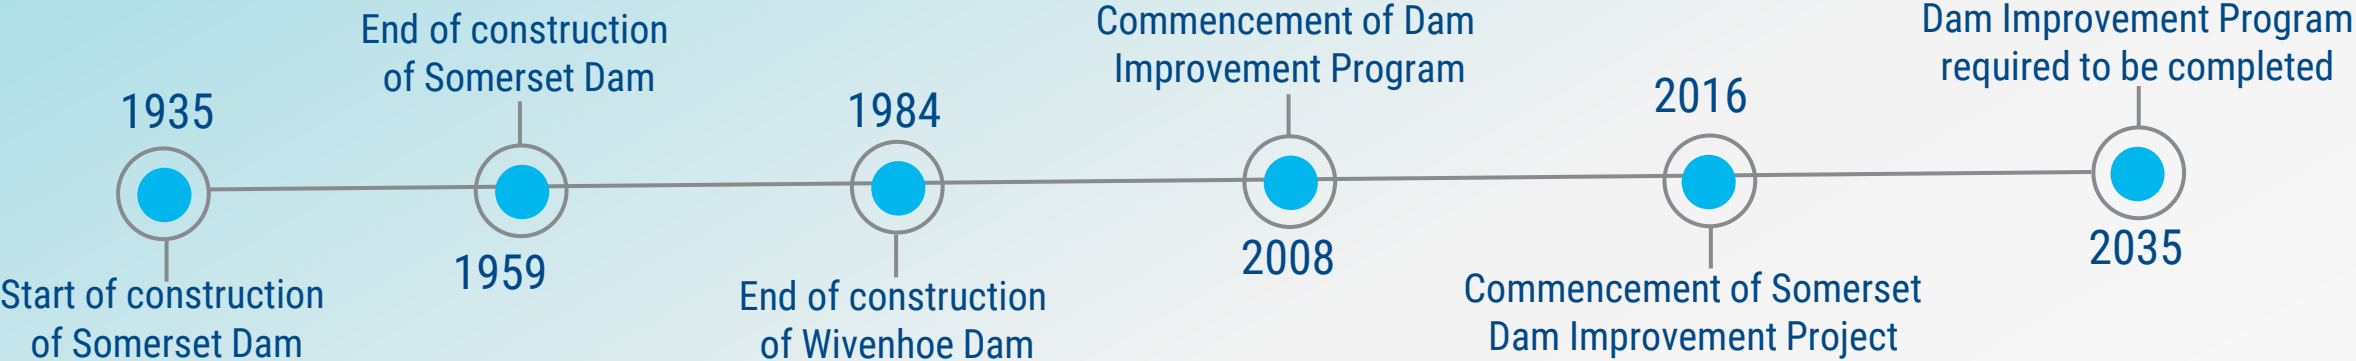 1935
Start of construction
of Somerset Dam
End of construction
of Somerset Dam
1959
1984
End of construction
of Wivenhoe Dam
Commencement of Dam
Improvement Program
2008
2016
Commencement of Somerset
Dam Improvement Project
Dam Improvement Program
required to be completed
2035